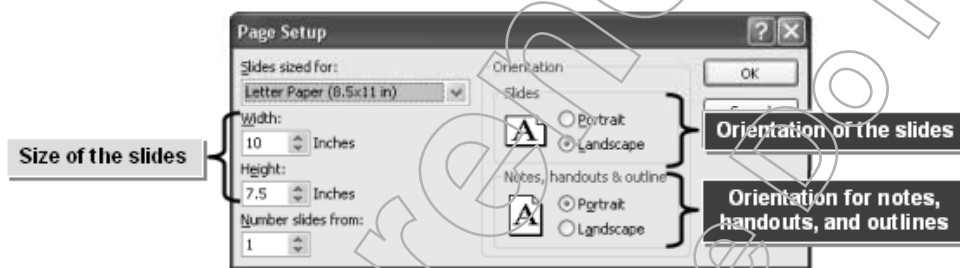 Page Setup
Slides sized for:
Letter Paper (8.5x11 in)
Width:
10 Inches
Height:
7.5 Inches
Number slides from:
1
Orientation
Slides
Portrait
Landscape
Notes, handouts & outline
Portrait
Landscape
OK
Size of the slides
Orientation of the slides
Orientation for notes,
handouts, and outlines